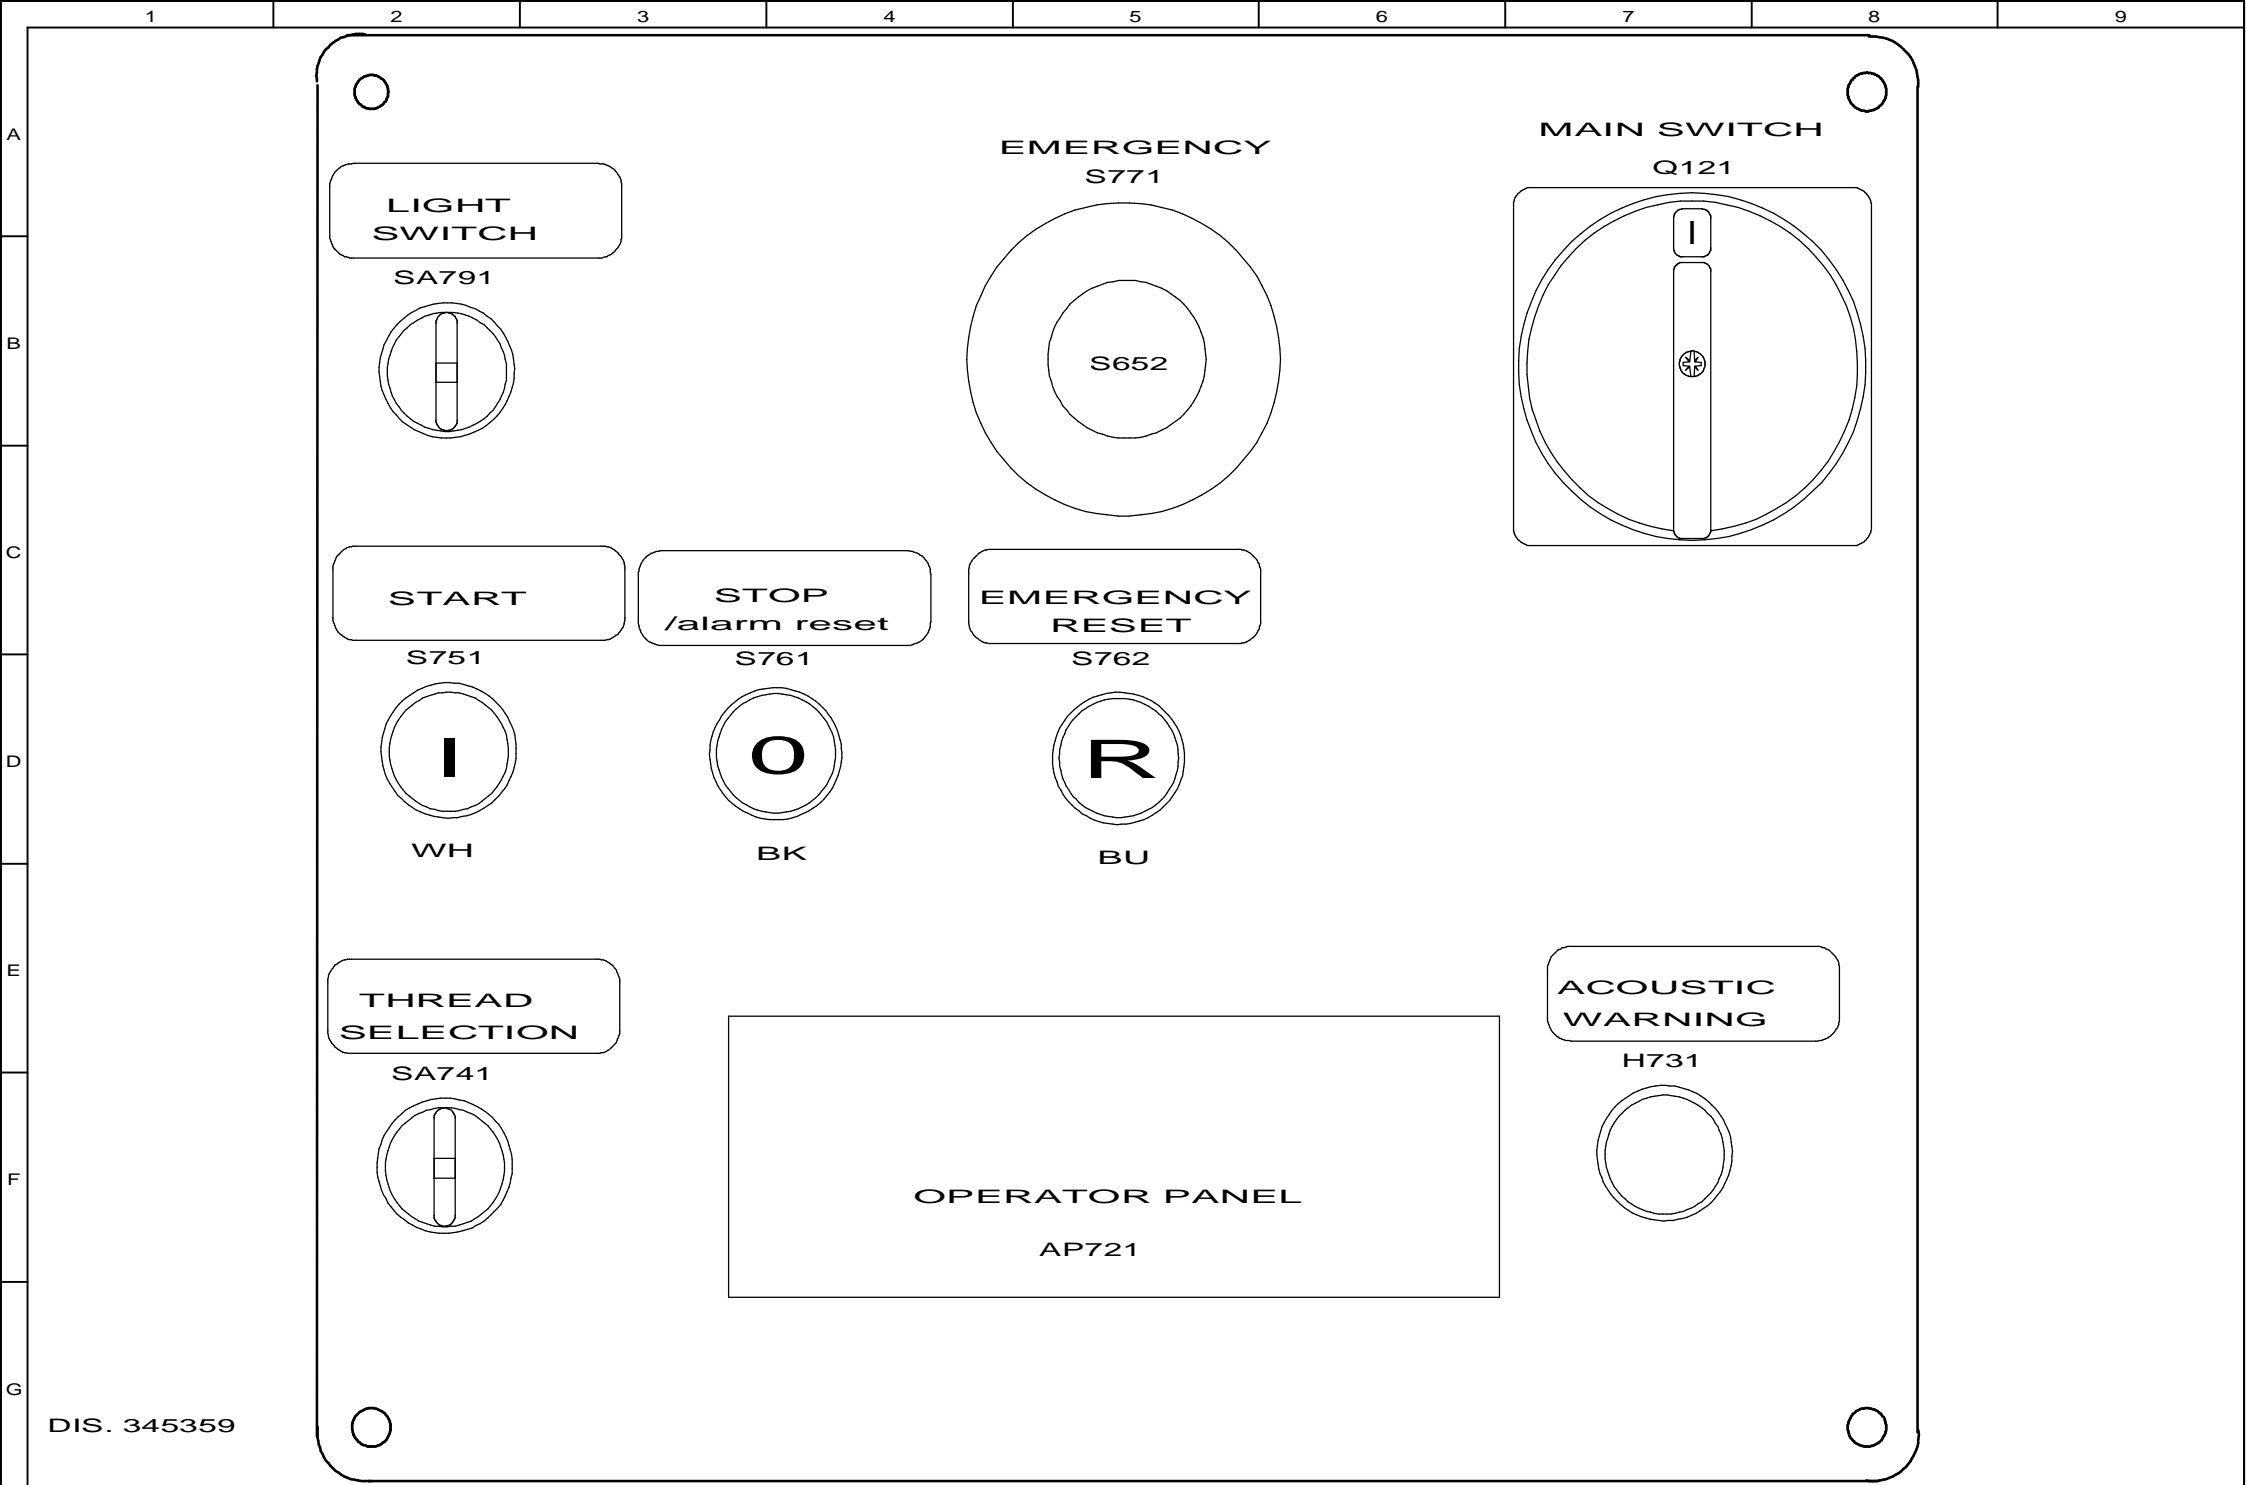 1 2 3 4 5 6 7 8 9
A
MAIN SWITCH
Q121
EMERGENCY
S771
LIGHT
SWITCH
SA791
I
B
S652
C
START
STOP
/alarm reset
EMERGENCY
RESET
S751
S761
S762
D
I
O
R
WH
BK
BU
E
THREAD
SELECTION
SA741
ACOUSTIC
WARNING
H731
F
OPERATOR PANEL
AP721
G
DIS. 345359